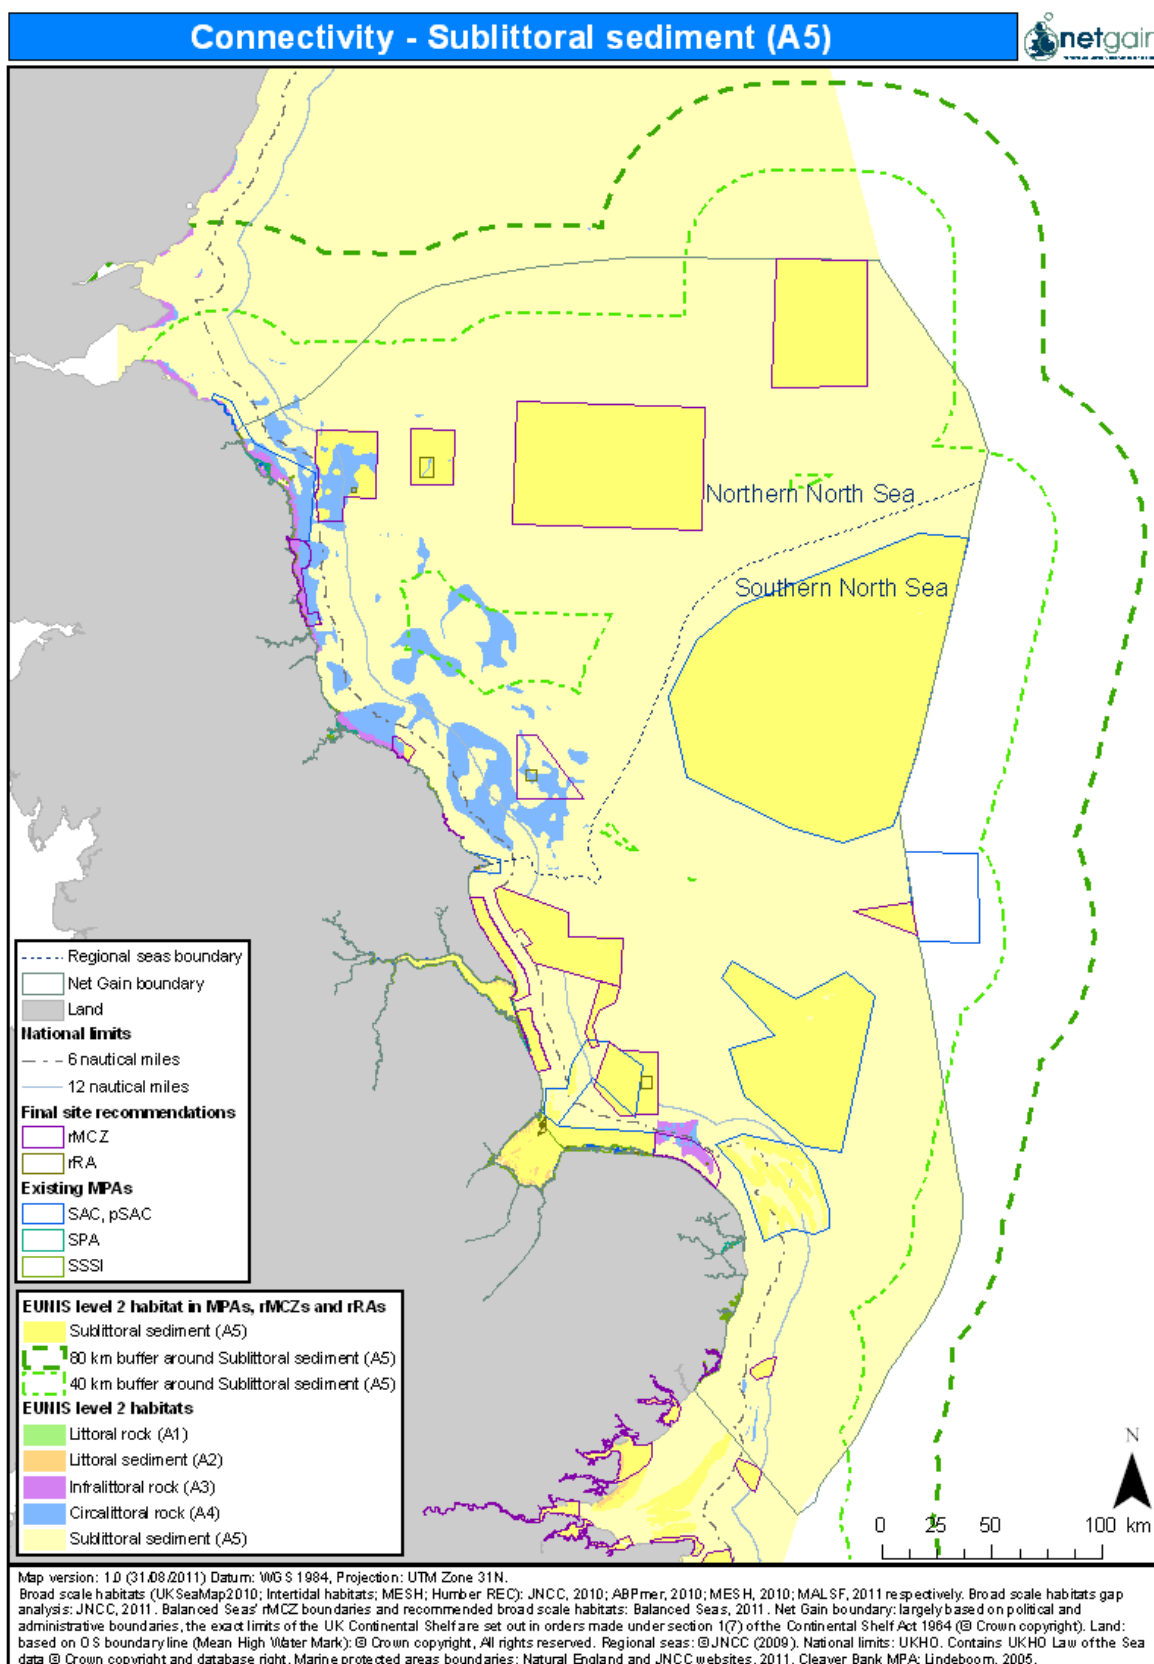 Connectivity - Sublittoral sediment (A5)
netgain
Northern North Sea
Southern North Sea
Regional seas boundary
Net Gain boundary
Land
National limits
6 nautical miles
12 nautical miles
Final site recommendations
rMCZ
rRA
Existing MPAs
SAC, pSAC
SPA
SSSI
EUNIS level 2 habitat in MPAs, rMCZs and rRAs
Sublittoral sediment (A5)
80 km buffer around Sublittoral sediment (A5)
40 km buffer around Sublittoral sediment (A5)
EUNIS level 2 habitats
Littoral rock (A1)
Littoral sediment (A2)
Infralittoral rock (A3)
Circalittoral rock (A4)
Sublittoral sediment (A5)
N
0 25 50 100 km
Map version: 1.0 (31/08/2011) Datum: WGS 1984, Projection: UTM Zone 31N.
Broad scale habitats (UKSeaMap2010; Intertidal habitats; MESH; Humber REC): JNCC, 2010; ABPmer, 2010; MESH, 2010; MALSF, 2011 respectively. Broad scale habitats gap
analysis: JNCC, 2011. Balanced Seas' rMCZ boundaries and recommended broad scale habitats: Balanced Seas, 2011. Net Gain boundary: largely based on political and
administrative boundaries, the exact limits of the UK Continental Shelf are set out in orders made under section 1(7) of the Continental Shelf Act 1964 (© Crown copyright). Land:
based on OS boundary line (Mean High Water Mark): © Crown copyright, All rights reserved. Regional seas: © JNCC (2009). National limits: UKHO. Contains UKHO Law of the Sea
data © Crown copyright and database right. Marine protected areas boundaries: Natural England and JNCC websites, 2011. Cleaver Bank MPA: Lindeboom, 2005.